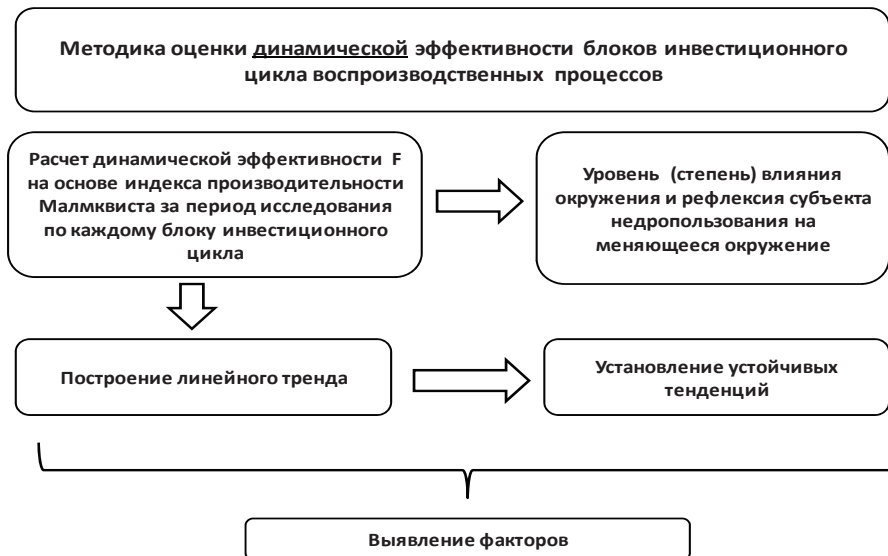 Методика оценки динамической эффективности блоков инвестиционного
цикла воспроизводственных процессов
Расчет динамической эффективности F
на основе индекса производительности
Малмквиста за период исследования
по каждому блоку инвестиционного
цикла
Уровень (степень) влияния
окружения и рефлексия субъекта
недропользования на
меняющееся окружение
Построение линейного тренда
Установление устойчивых
тенденций
Выявление факторов